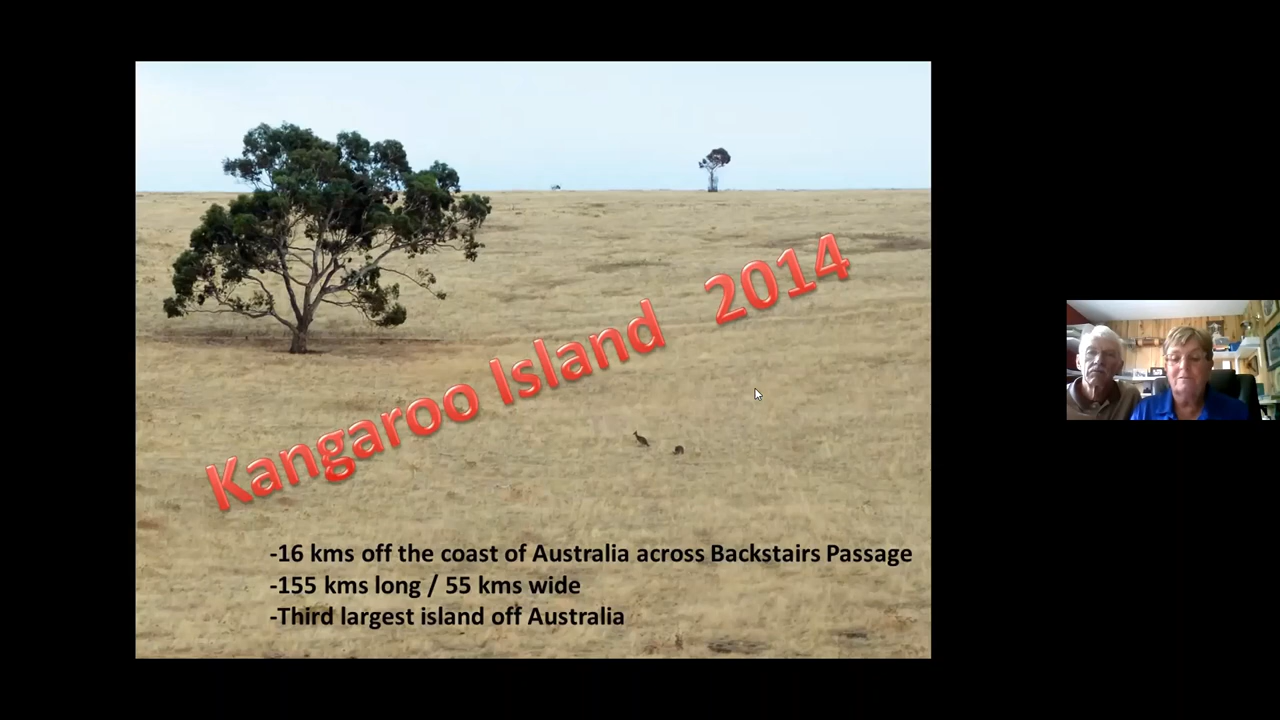 Kangaroo Island 2014
-16 kms off the coast of Australia across Backstairs Passage
-155 kms long / 55 kms wide
-Third largest island off Australia